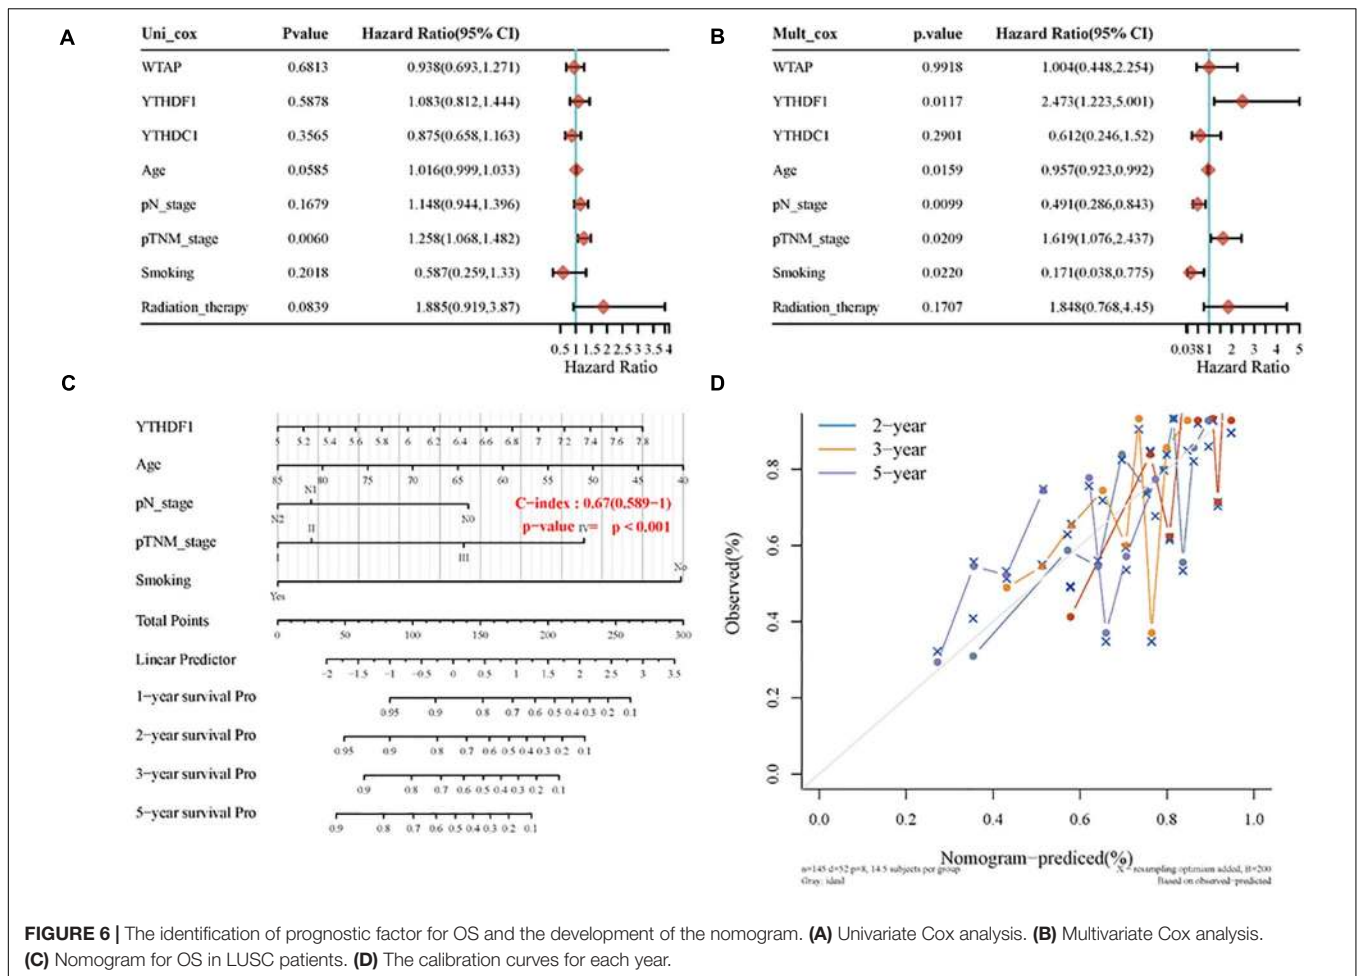 A
Uni_cox Pvalue Hazard Ratio(95% CI)
WTAP 0.6813 0.938(0.693,1.271)
YTHDF1 0.5878 1.083(0.812,1.444)
YTHDC1 0.3565 0.875(0.658,1.163)
Age 0.0585 1.016(0.999,1.033)
pN_stage 0.1679 1.148(0.944,1.396)
pTNM_stage 0.0060 1.258(1.068,1.482)
Smoking 0.2018 0.587(0.259,1.33)
Radiation_therapy 0.0839 1.885(0.919,3.87)
0.5 1 1.5 2 2.5 3 3.5 4
Hazard Ratio
B
Mult_cox p.value Hazard Ratio(95% CI)
WTAP 0.9918 1.004(0.448,2.254)
YTHDF1 0.0117 2.473(1.223,5.001)
YTHDC1 0.2901 0.612(0.246,1.52)
Age 0.0159 0.957(0.923,0.992)
pN_stage 0.0099 0.491(0.286,0.843)
pTNM_stage 0.0209 1.619(1.076,2.437)
Smoking 0.0220 0.171(0.038,0.775)
Radiation_therapy 0.1707 1.848(0.768,4.45)
0.038 1 2 3 4 5
Hazard Ratio
C
YTHDF1
5 5.2 5.4 5.6 5.8 6 6.2 6.4 6.6 6.8 7 7.2 7.4 7.6 7.8
Age
85 80 75 70 65 60 55 50 45 40
N1
pN_stage
N2 N0
C-index : 0.67(0.589-1)
II IV
p-value = p < 0.001
pTNM_stage
I III
No
Smoking
Yes
Total Points
0 50 100 150 200 250 300
Linear Predictor
-2 -1.5 -1 -0.5 0 0.5 1 1.5 2 2.5 3 3.5
1-year survival Pro
0.95 0.9 0.8 0.7 0.6 0.5 0.4 0.3 0.2 0.1
2-year survival Pro
0.95 0.9 0.8 0.7 0.6 0.5 0.4 0.3 0.2 0.1
3-year survival Pro
0.9 0.8 0.7 0.6 0.5 0.4 0.3 0.2 0.1
5-year survival Pro
0.9 0.8 0.7 0.6 0.5 0.4 0.3 0.2 0.1
D
2-year
3-year
5-year
Observed(%)
0.8
0.6
0.4
0.2
0.0
0.0 0.2 0.4 0.6 0.8 1.0
Nomogram-prediced(%)
n=145 d=52 p=8, 14.5 subjects per group
Gray: ideal
X - resampling optimism added, B=200
Based on observed-predicted
FIGURE 6 | The identification of prognostic factor for OS and the development of the nomogram. (A) Univariate Cox analysis. (B) Multivariate Cox analysis.
(C) Nomogram for OS in LUSC patients. (D) The calibration curves for each year.